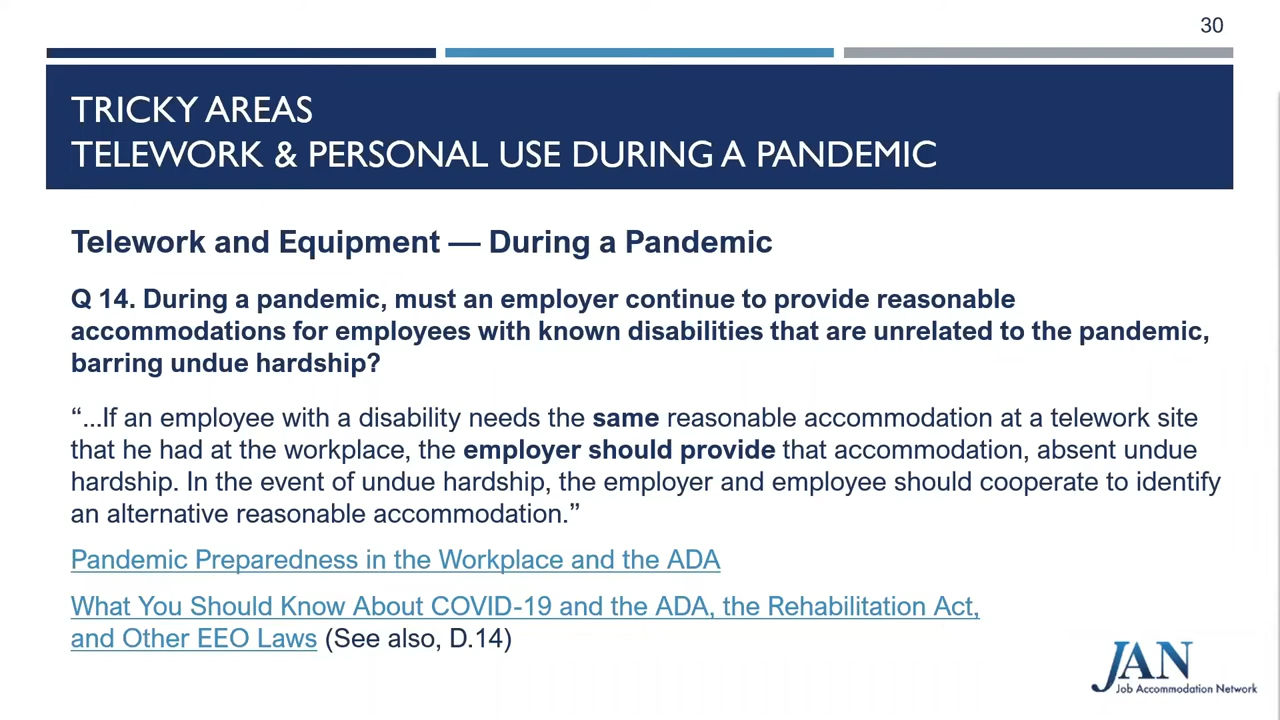 30
TRICKY AREAS
TELEWORK & PERSONAL USE DURING A PANDEMIC
Telework and Equipment — During a Pandemic
Q 14. During a pandemic, must an employer continue to provide reasonable
accommodations for employees with known disabilities that are unrelated to the pandemic,
barring undue hardship?
“...If an employee with a disability needs the same reasonable accommodation at a telework site
that he had at the workplace, the employer should provide that accommodation, absent undue
hardship. In the event of undue hardship, the employer and employee should cooperate to identify
an alternative reasonable accommodation.”
Pandemic Preparedness in the Workplace and the ADA
What You Should Know About COVID-19 and the ADA, the Rehabilitation Act,
and Other EEO Laws (See also, D.14)
JAN
Job Accommodation Network